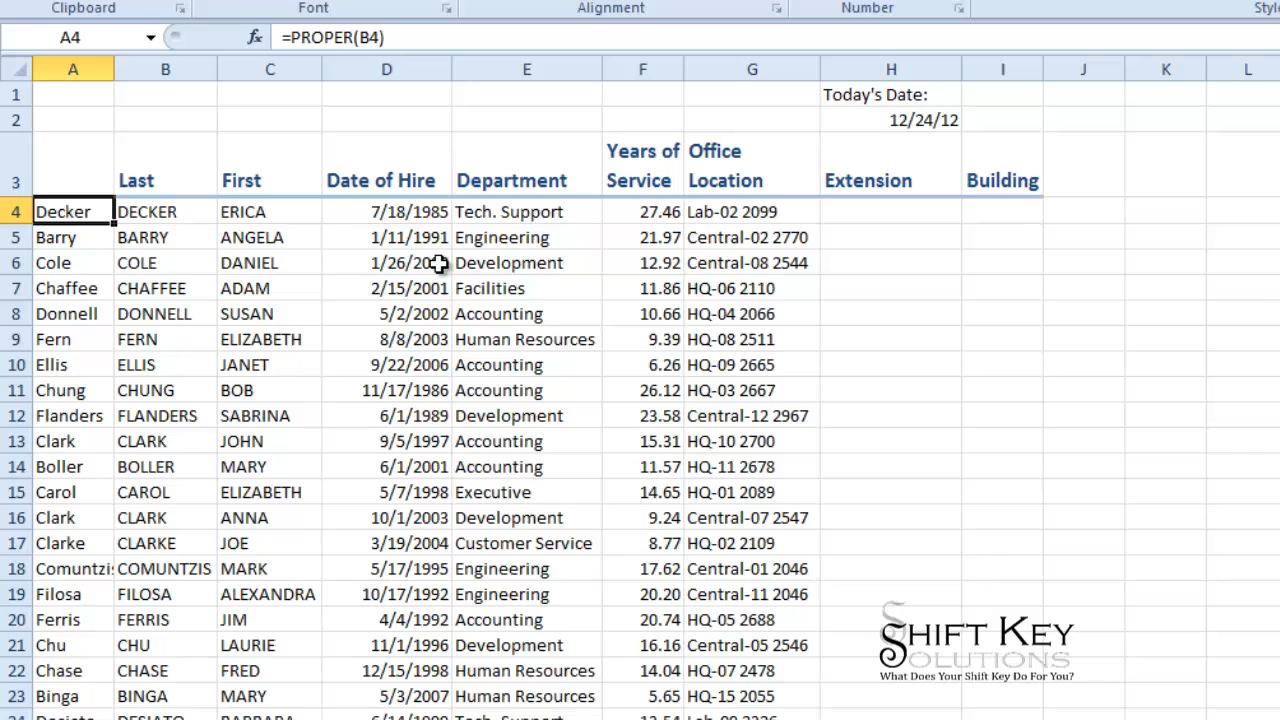 Clipboard Font Alignment Number
A4 fx =PROPER(B4)
A B C D E F G H I J K L
1 Today's Date:
2 12/24/12
Years of Office
3 Last First Date of Hire Department Service Location Extension Building
4 Decker DECKER ERICA 7/18/1985 Tech. Support 27.46 Lab-02 2099
5 Barry BARRY ANGELA 1/11/1991 Engineering 21.97 Central-02 2770
6 Cole COLE DANIEL Development 12.92 Central-08 2544
7 Chaffee CHAFFEE ADAM 2/15/2001 Facilities 11.86 HQ-06 2110
8 Donnell DONNELL SUSAN 5/2/2002 Accounting 10.66 HQ-04 2066
9 Fern FERN ELIZABETH 8/8/2003 Human Resources 9.39 HQ-08 2511
10 Ellis ELLIS JANET 9/22/2006 Accounting 6.26 HQ-09 2665
11 Chung CHUNG BOB 11/17/1986 Accounting 26.12 HQ-03 2667
12 Flanders FLANDERS SABRINA 6/1/1989 Development 23.58 Central-12 2967
13 Clark CLARK JOHN 9/5/1997 Accounting 15.31 HQ-10 2700
14 Boller BOLLER MARY 6/1/2001 Accounting 11.57 HQ-11 2678
15 Carol CAROL ELIZABETH 5/7/1998 Executive 14.65 HQ-01 2089
16 Clark CLARK ANNA 10/1/2003 Development 9.24 Central-07 2547
17 Clarke CLARKE JOE 3/19/2004 Customer Service 8.77 HQ-02 2109
18 Comuntzis COMUNTZIS MARK 5/17/1995 Engineering 17.62 Central-01 2046
19 Filosa FILOSA ALEXANDRA 10/17/1992 Engineering 20.20 Central-11 2046
20 Ferris FERRIS JIM 4/4/1992 Accounting 20.74 HQ-05 2688
21 Chu CHU LAURIE 11/1/1996 Development 16.16 Central-05 2546
22 Chase CHASE FRED 12/15/1998 Human Resources 14.04 HQ-07 2478
23 Binga BINGA MARY 5/3/2007 Human Resources 5.65 HQ-15 2055
SHIFT KEY
SOLUTIONS
What Does Your Shift Key Do For You?